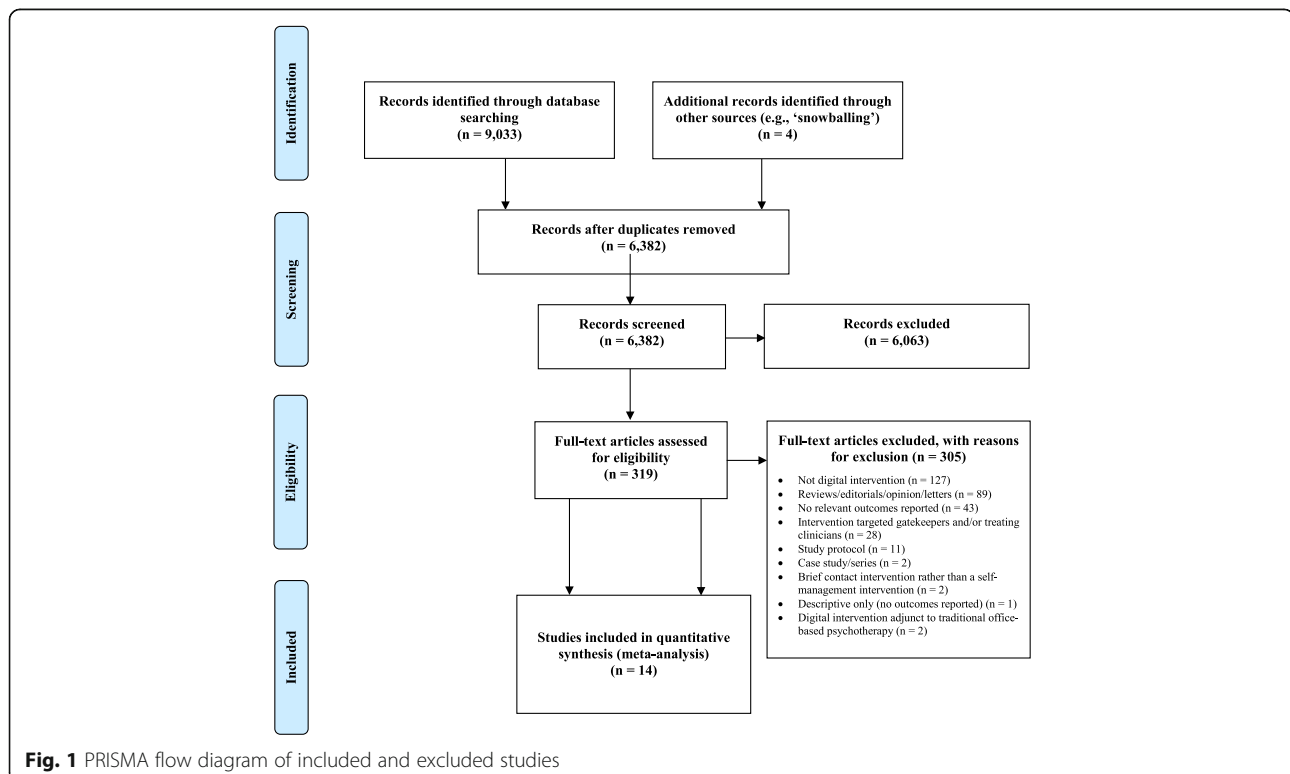 Identification
Records identified through database
searching
(n = 9,033)
Additional records identified through
other sources (e.g., ‘snowballing’)
(n = 4)
Screening
Records after duplicates removed
(n = 6,382)
Records screened
(n = 6,382)
Records excluded
(n = 6,063)
Eligibility
Full-text articles assessed
for eligibility
(n = 319)
Full-text articles excluded, with reasons
for exclusion (n = 305)
• Not digital intervention (n = 127)
• Reviews/editorials/opinion/letters (n = 89)
• No relevant outcomes reported (n = 43)
• Intervention targeted gatekeepers and/or treating
clinicians (n = 28)
• Study protocol (n = 11)
• Case study/series (n = 2)
• Brief contact intervention rather than a self-
management intervention (n = 2)
• Descriptive only (no outcomes reported) (n = 1)
• Digital intervention adjunct to traditional office-
based psychotherapy (n = 2)
Included
Studies included in quantitative
synthesis (meta-analysis)
(n = 14)
Fig. 1 PRISMA flow diagram of included and excluded studies